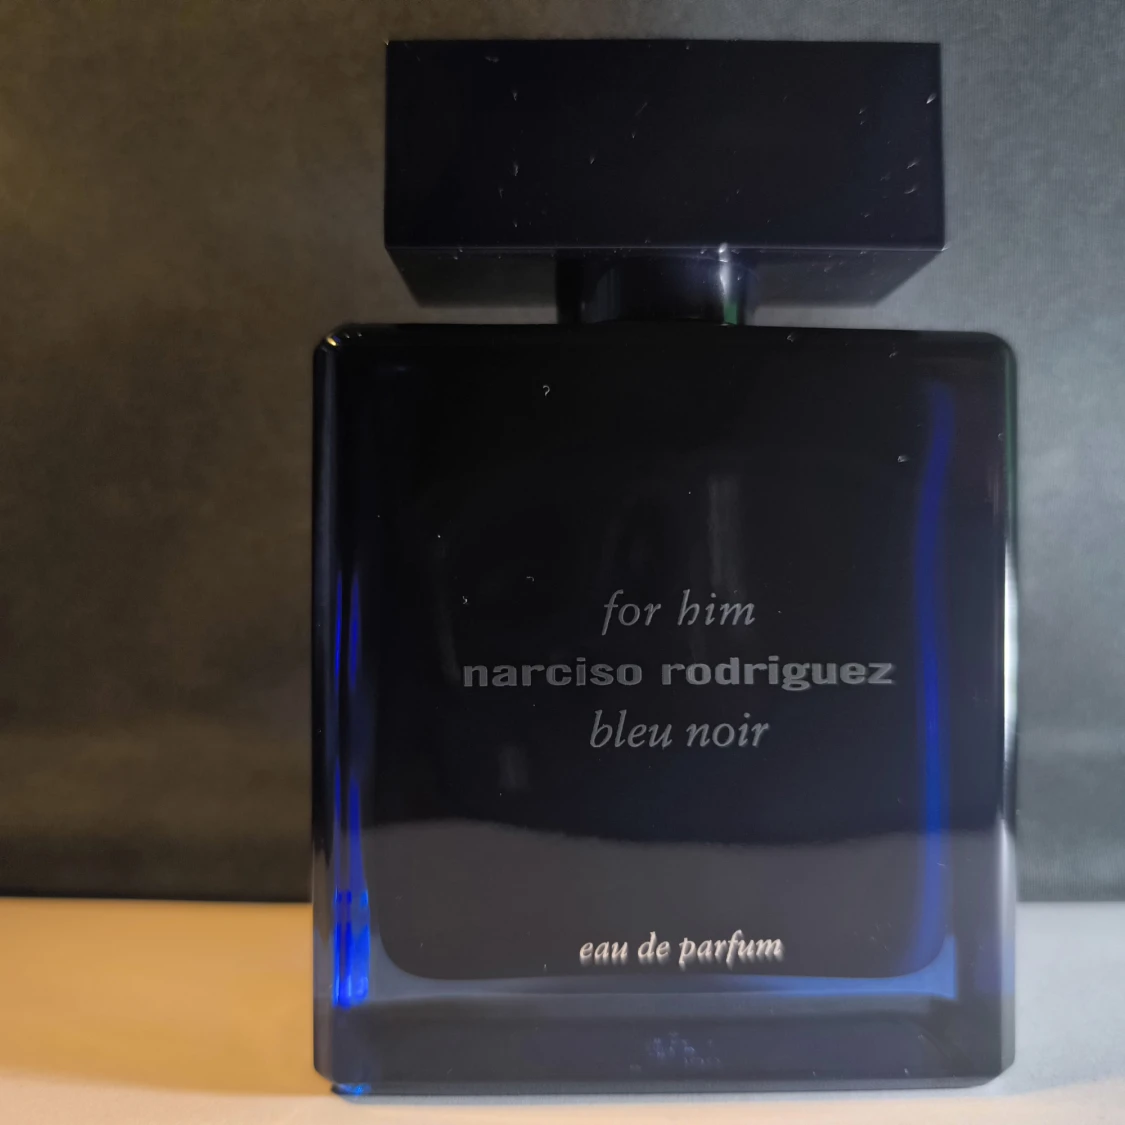 for him
narciso rodriguez
bleu noir
eau de parfum